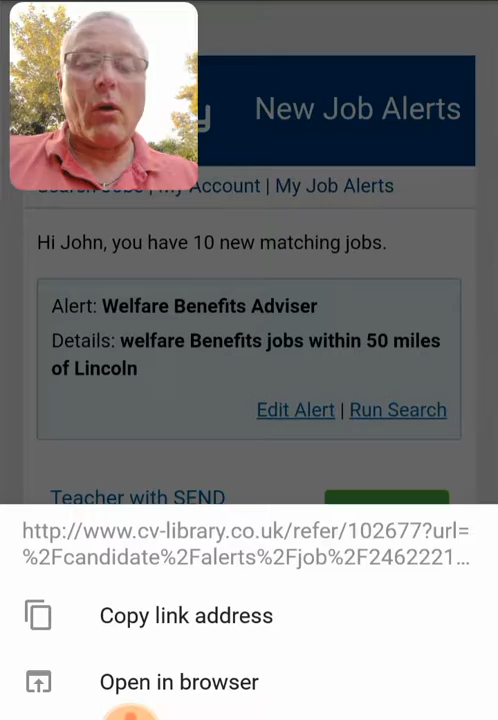 New Job Alerts
Account | My Job Alerts
Hi John, you have 10 new matching jobs.
Alert: Welfare Benefits Adviser
Details: welfare Benefits jobs within 50 miles
of Lincoln
Edit Alert | Run Search
Teacher with SEND
http://www.cv-library.co.uk/refer/102677?url=
%2Fcandidate%2Falerts%2Fjob%2F2462221...
Copy link address
Open in browser